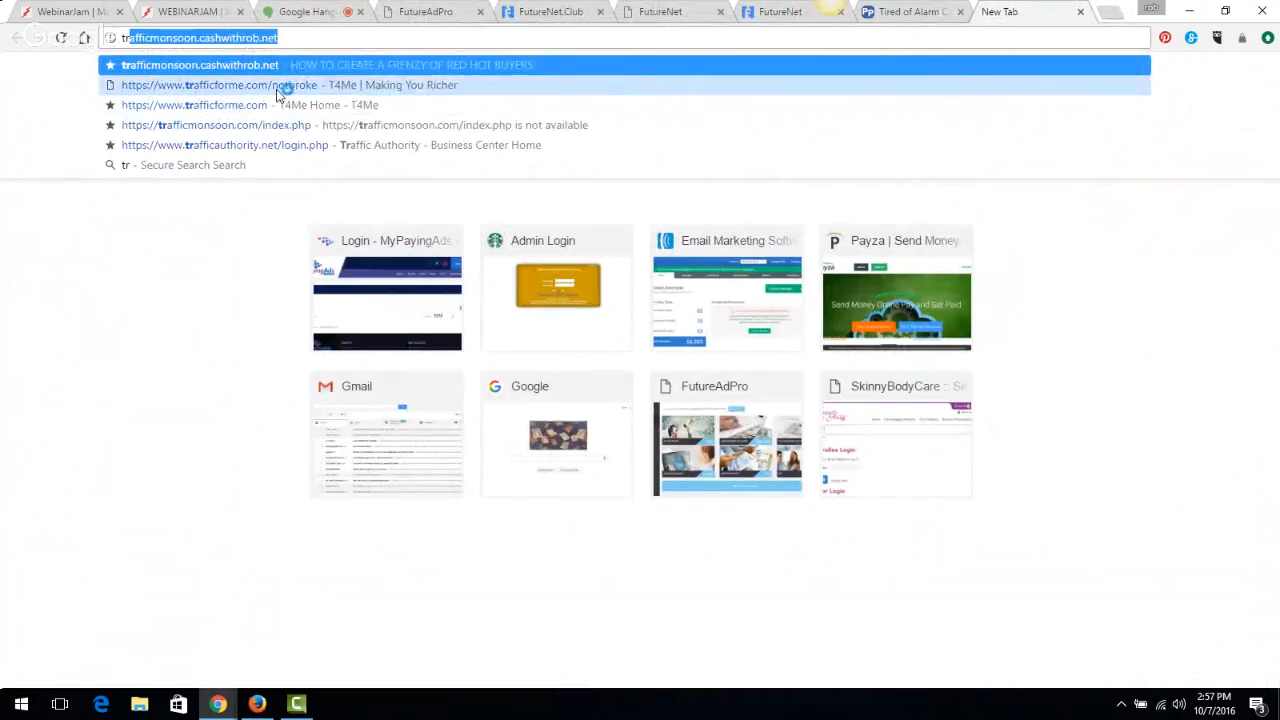 WebinarJam | M
WEBINARJAM | S
Google Hang
FutureAdPro
FutureNet.Club
FutureNet
FutureNet
Tired of Alarm C
New Tab
rob
trafficmonsoon.cashwithrob.net
trafficmonsoon.cashwithrob.net - HOW TO CREATE A FRENZY OF RED HOT BUYERS
https://www.trafficforme.com/notbroke - T4Me | Making You Richer
https://www.trafficforme.com - T4Me Home - T4Me
https://trafficmonsoon.com/index.php - https://trafficmonsoon.com/index.php is not available
https://www.trafficauthority.net/login.php - Traffic Authority - Business Center Home
tr - Secure Search Search
Login - MyPayingAds
Admin Login
Email Marketing Softw
Payza | Send Money
Send Money Online Pay and Get Paid
Gmail
Google
FutureAdPro
SkinnyBodyCare :: Sk
2:57 PM
10/7/2016
3